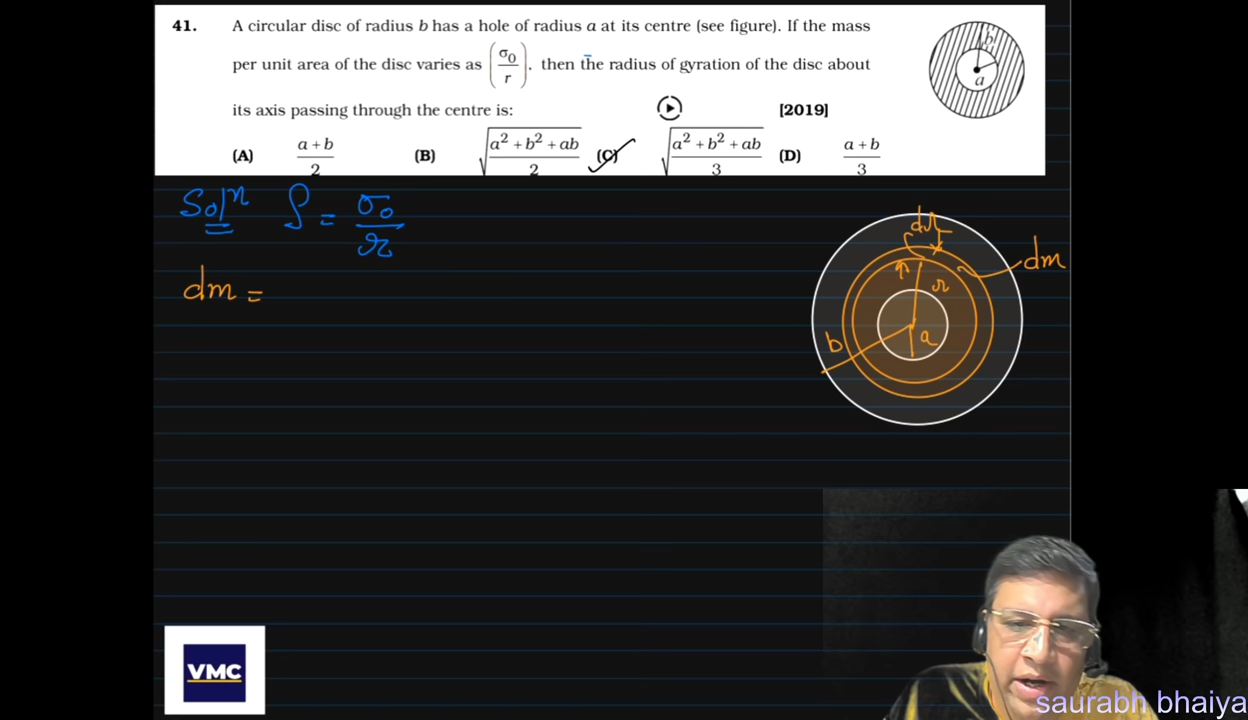 41. A circular disc of radius b has a hole of radius a at its centre (see figure). If the mass
per unit area of the disc varies as (σ₀/r), then the radius of gyration of the disc about
its axis passing through the centre is: [2019]
(A) a + b / 2 (B) √(a² + b² + ab / 2) (C) √(a² + b² + ab / 3) (D) a + b / 3
b
a
Solⁿ ρ = σ₀/r
dm =
dr
dm
r
b
a
VMC
saurabh bhaiya